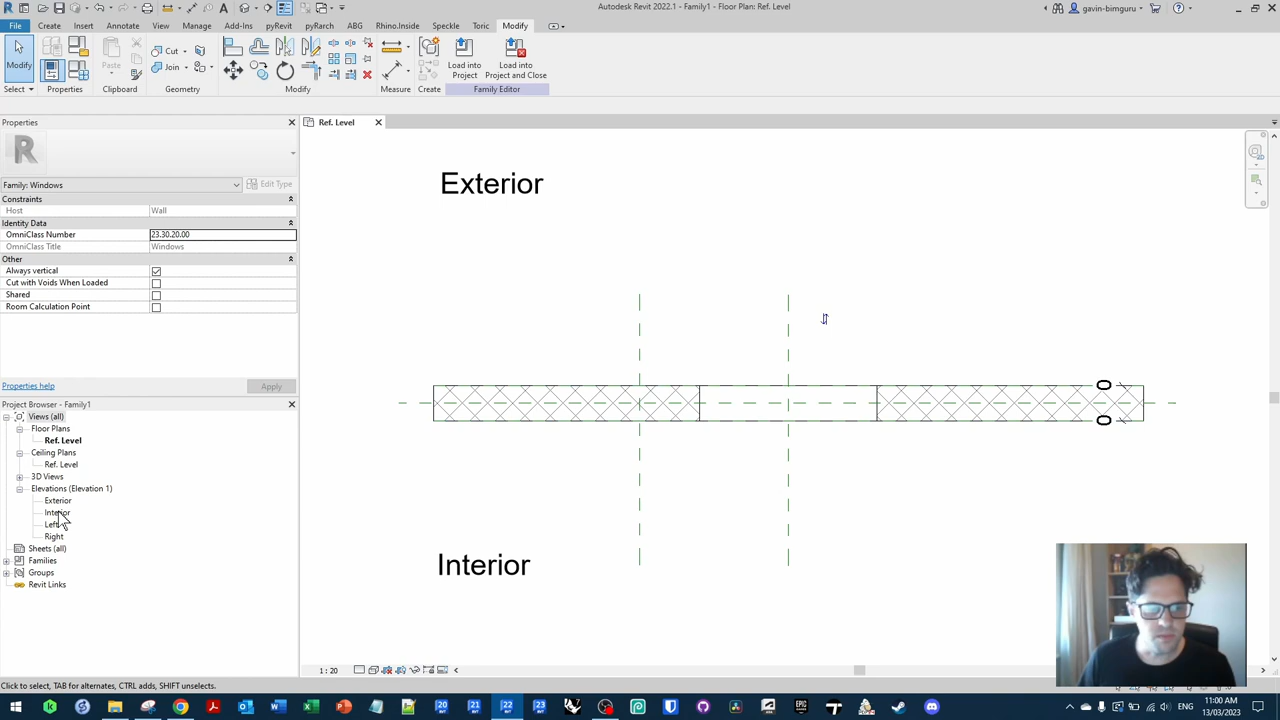 Autodesk Revit 2022.1 - Family1 - Floor Plan: Ref. Level
gavin-bimguru
File
Create
Insert
Annotate
View
Manage
Add-Ins
pyRevit
pyRarch
ABG
Rhino.Inside
Speckle
Toric
Modify
Modify
Paste
Cut
Join
Load into
Project
Load into
Project and Close
Select
Properties
Clipboard
Geometry
Modify
Measure
Create
Family Editor
Properties
Ref. Level
Family: Windows
Edit Type
Constraints
Host
Wall
Identity Data
OmniClass Number
23.30.20.00
OmniClass Title
Windows
Other
Always vertical
Cut with Voids When Loaded
Shared
Room Calculation Point
Properties help
Apply
Project Browser - Family1
Views (all)
Floor Plans
Ref. Level
Ceiling Plans
Ref. Level
3D Views
Elevations (Elevation 1)
Exterior
Interior
Left
Right
Sheets (all)
Families
Groups
Revit Links
Exterior
Interior
1 : 20
Click to select, TAB for alternates, CTRL adds, SHIFT unselects.
ENG
11:00 AM
13/03/2023